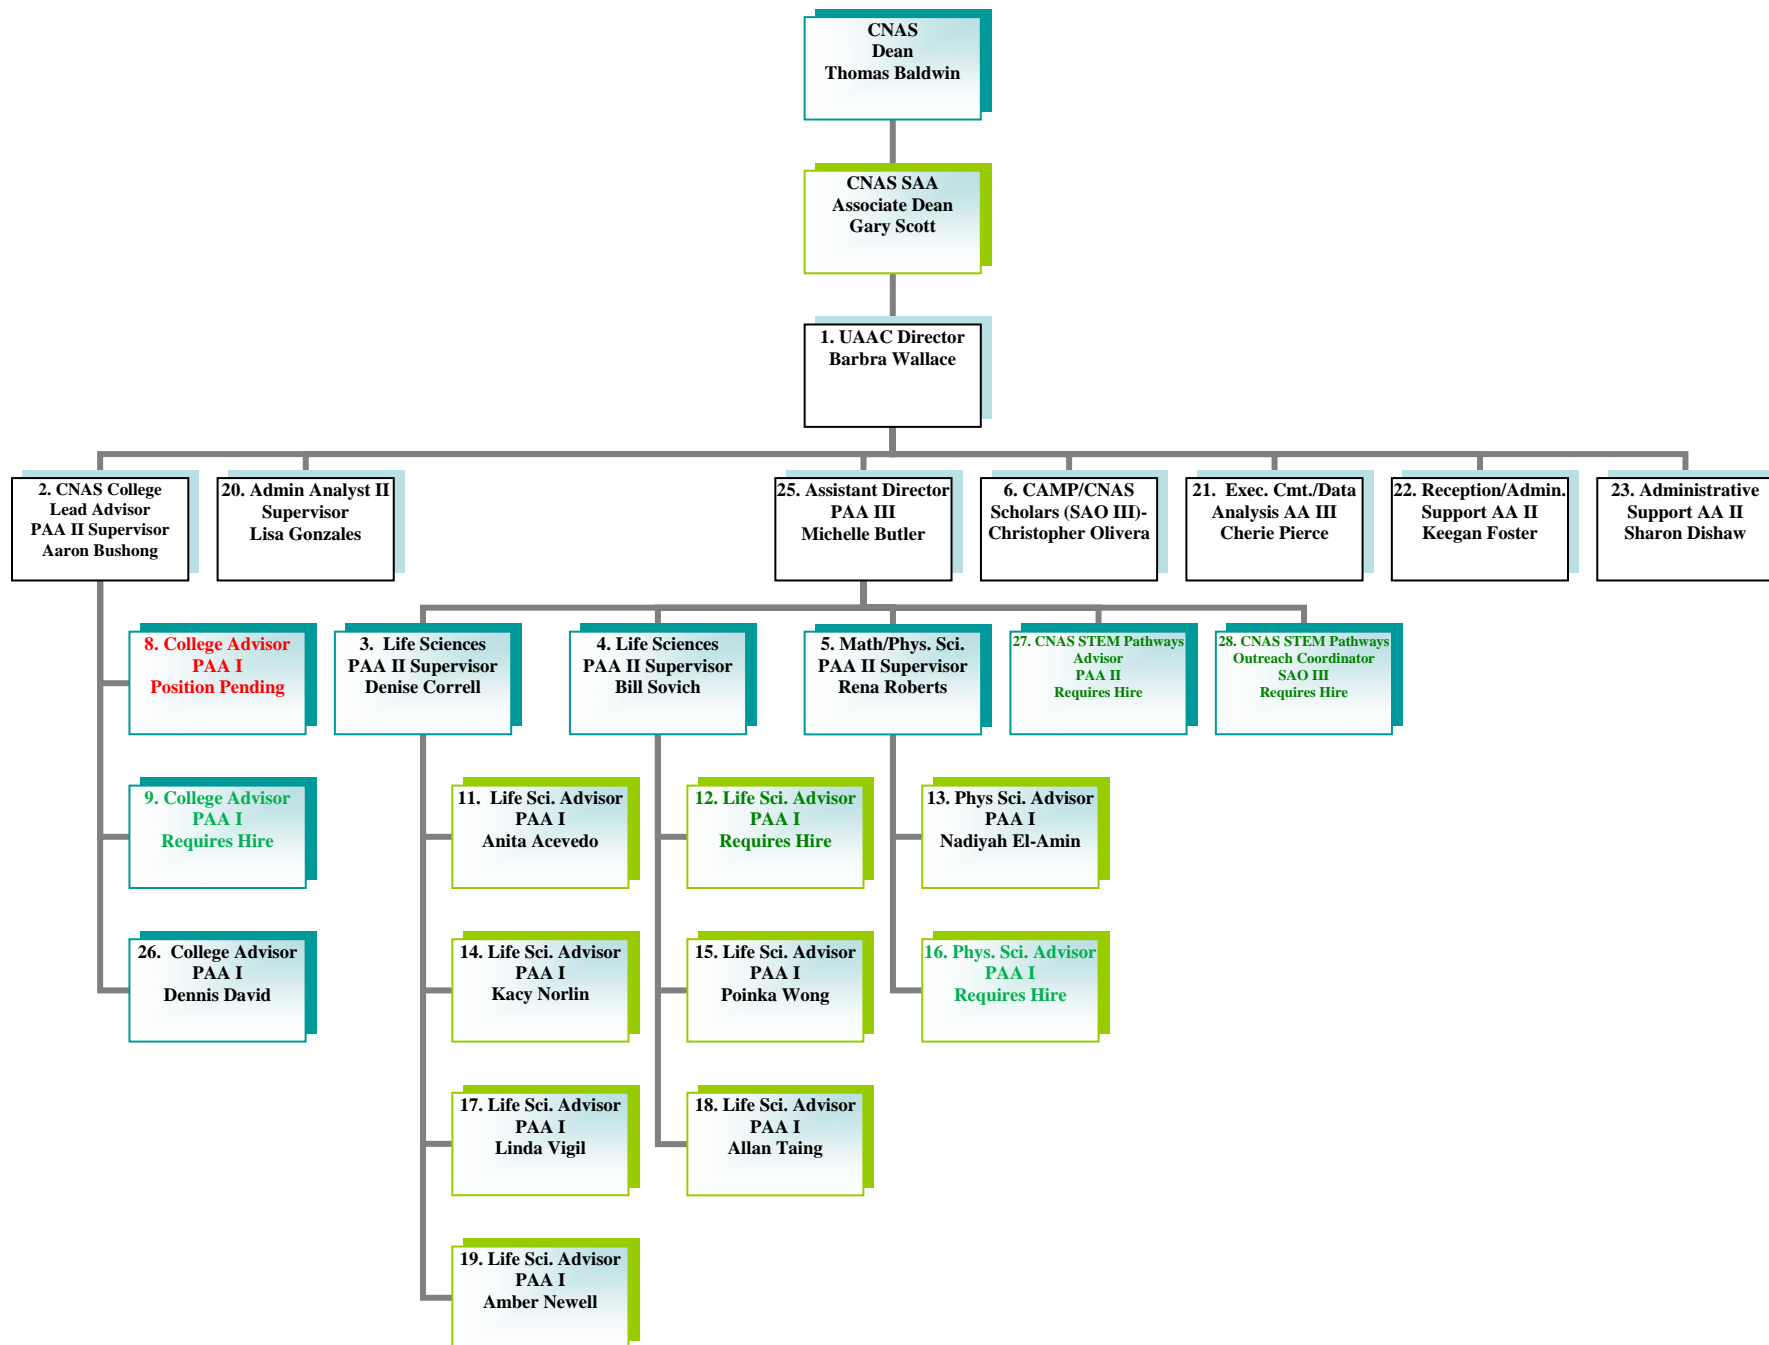 CNAS
Dean
Thomas Baldwin
CNAS SAA
Associate Dean
Gary Scott
1. UAAC Director
Barbra Wallace
2. CNAS College
Lead Advisor
PAA II Supervisor
Aaron Bushong
20. Admin Analyst II
Supervisor
Lisa Gonzales
25. Assistant Director
PAA III
Michelle Butler
6. CAMP/CNAS
Scholars (SAO III)-
Christopher Olivera
21. Exec. Cmt./Data
Analysis AA III
Cherie Pierce
22. Reception/Admin.
Support AA II
Keegan Foster
23. Administrative
Support AA II
Sharon Dishaw
8. College Advisor
PAA I
Position Pending
3. Life Sciences
PAA II Supervisor
Denise Correll
4. Life Sciences
PAA II Supervisor
Bill Sovich
5. Math/Phys. Sci.
PAA II Supervisor
Rena Roberts
27. CNAS STEM Pathways
Advisor
PAA II
Requires Hire
28. CNAS STEM Pathways
Outreach Coordinator
SAO III
Requires Hire
9. College Advisor
PAA I
Requires Hire
11. Life Sci. Advisor
PAA I
Anita Acevedo
12. Life Sci. Advisor
PAA I
Requires Hire
13. Phys Sci. Advisor
PAA I
Nadiyah El-Amin
26. College Advisor
PAA I
Dennis David
14. Life Sci. Advisor
PAA I
Kacy Norlin
15. Life Sci. Advisor
PAA I
Poinka Wong
16. Phys. Sci. Advisor
PAA I
Requires Hire
17. Life Sci. Advisor
PAA I
Linda Vigil
18. Life Sci. Advisor
PAA I
Allan Taing
19. Life Sci. Advisor
PAA I
Amber Newell